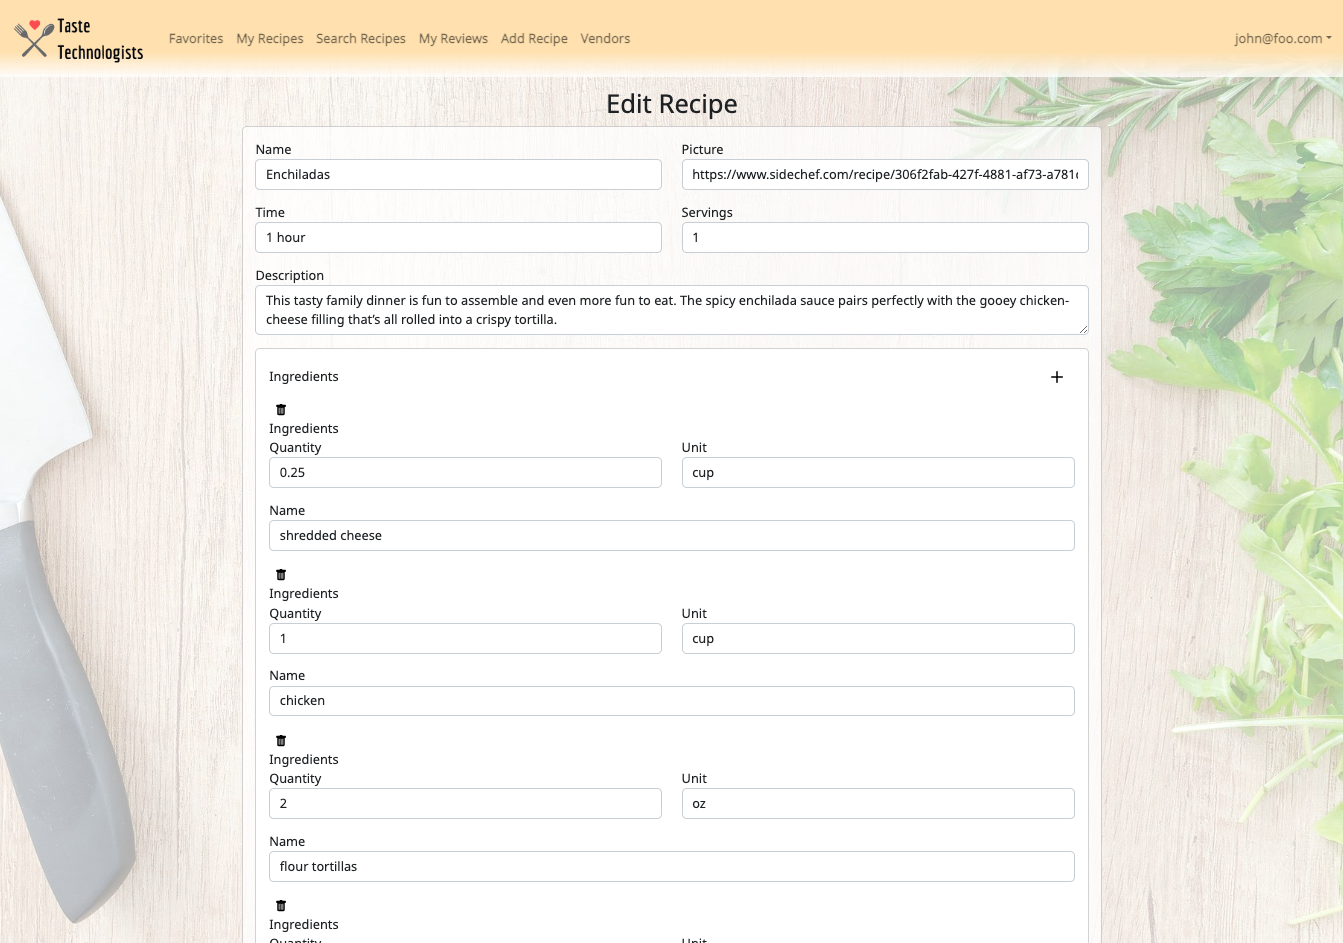 Taste
Technologists
Favorites My Recipes Search Recipes My Reviews Add Recipe Vendors john@foo.com
Edit Recipe
Name Picture
Enchiladas https://www.sidechef.com/recipe/306f2fab-427f-4881-af73-a781
Time Servings
1 hour 1
Description
This tasty family dinner is fun to assemble and even more fun to eat. The spicy enchilada sauce pairs perfectly with the gooey chicken-
cheese filling that's all rolled into a crispy tortilla.
Ingredients +
Ingredients
Quantity Unit
0.25 cup
Name
shredded cheese
Ingredients
Quantity Unit
1 cup
Name
chicken
Ingredients
Quantity Unit
2 oz
Name
flour tortillas
Ingredients
Quantity Unit